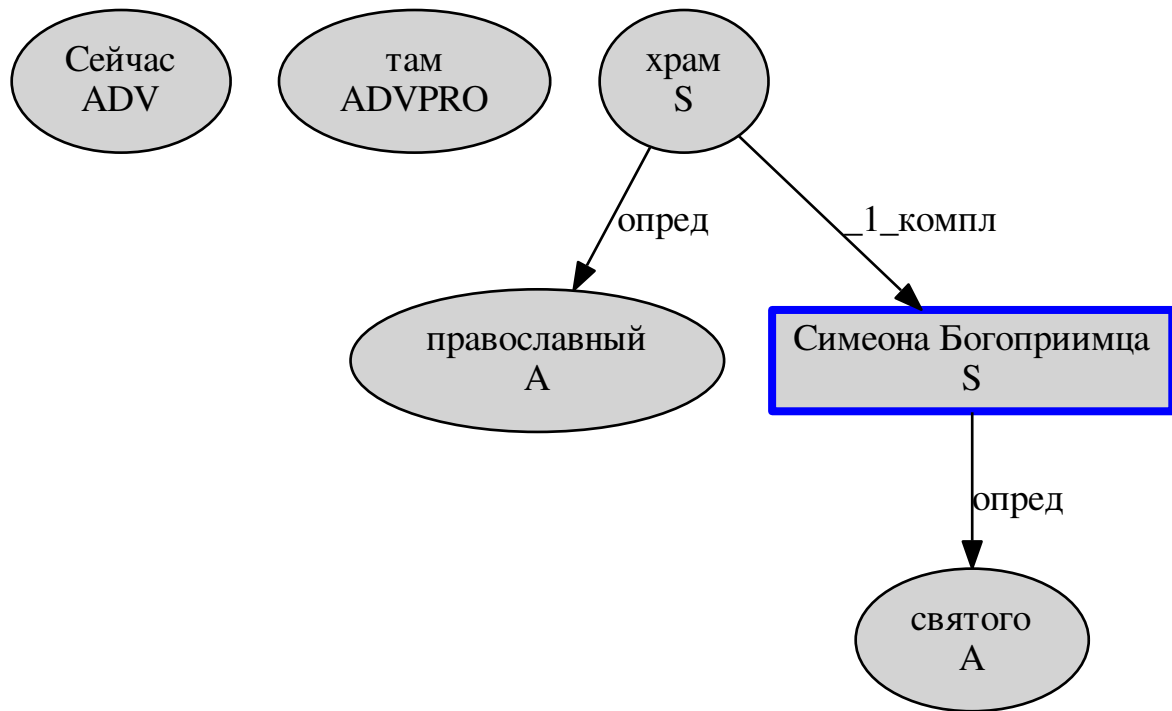 Сейчас
ADV
там
ADVPRO
храм
S
опред
_1_компл
православный
A
Симеона Богоприимца
S
опред
святого
A